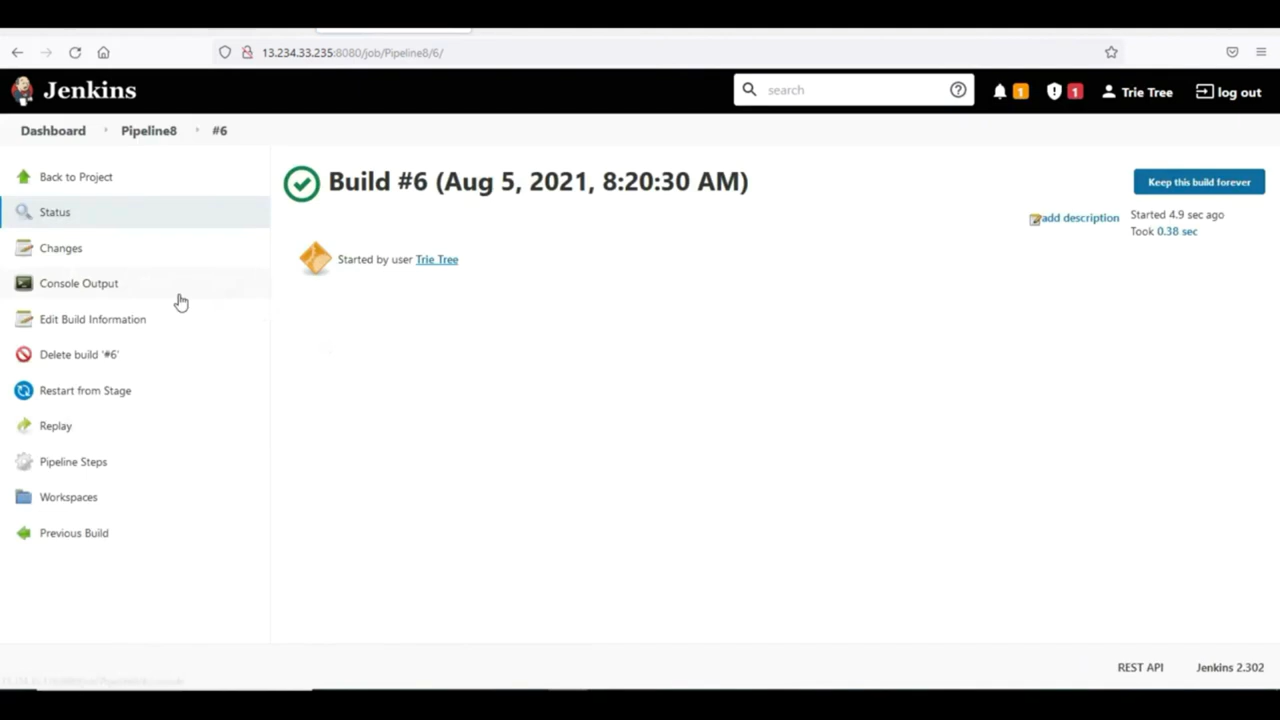 13.234.33.235:8080/job/Pipeline8/6/
Jenkins
search
1
1
Trie Tree
log out
Dashboard
Pipeline8
#6
Back to Project
Status
Changes
Console Output
Edit Build Information
Delete build '#6'
Restart from Stage
Replay
Pipeline Steps
Workspaces
Previous Build
Build #6 (Aug 5, 2021, 8:20:30 AM)
Keep this build forever
add description
Started 4.9 sec ago
Took 0.38 sec
Started by user Trie Tree
REST API
Jenkins 2.302